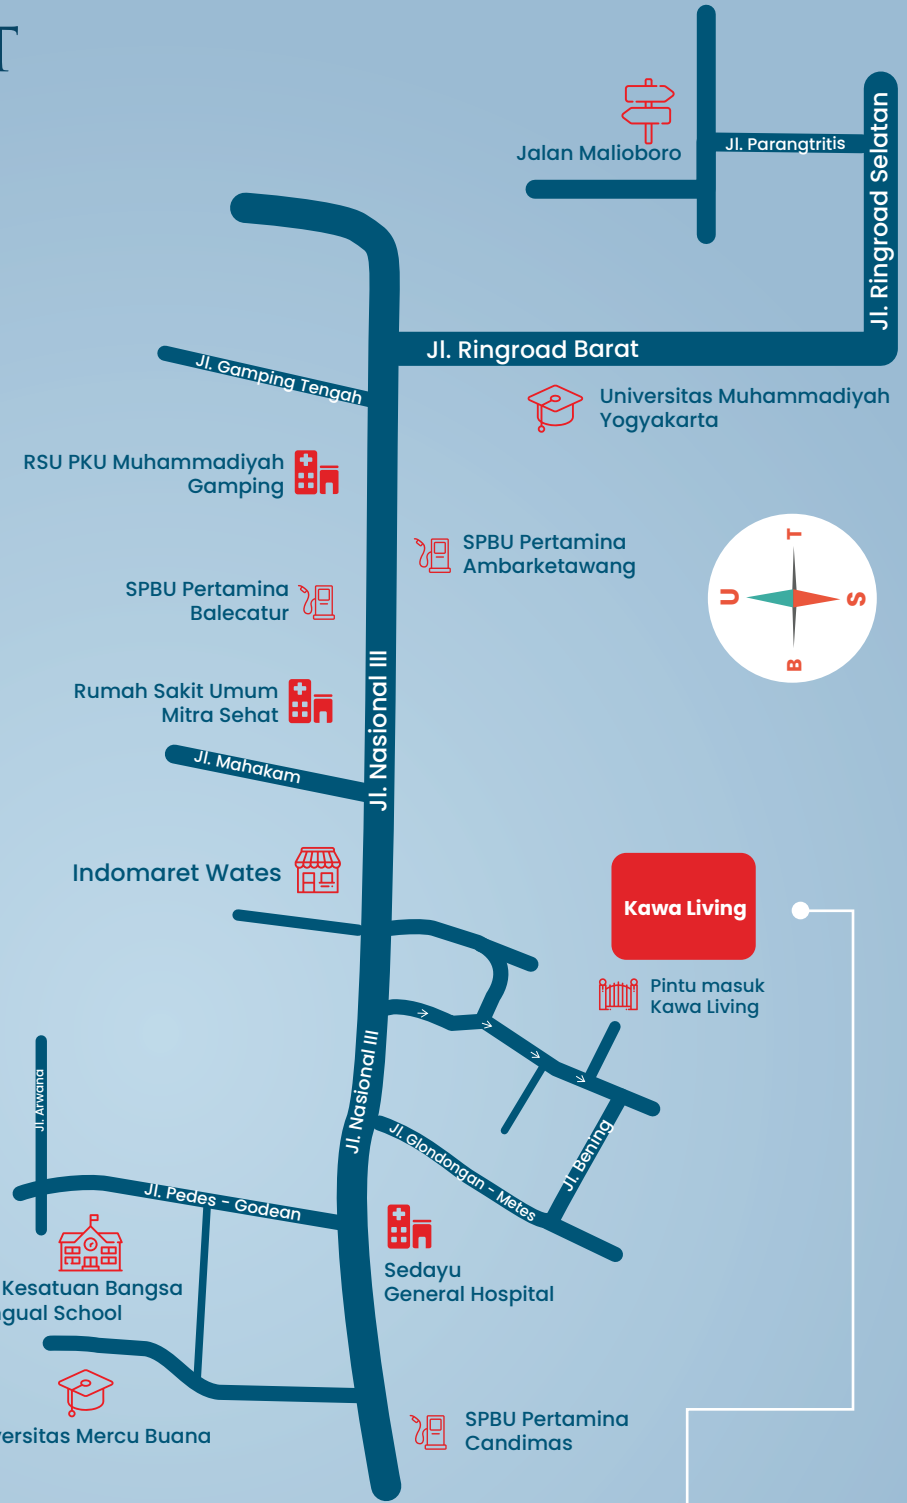 T
Jalan Malioboro
Jl. Parangtritis
Jl. Ringroad Selatan
Jl. Ringroad Barat
Jl. Gamping Tengah
Universitas Muhammadiyah
Yogyakarta
RSU PKU Muhammadiyah
Gamping
SPBU Pertamina
Ambarketawang
SPBU Pertamina
Balecatur
T
U
S
B
Rumah Sakit Umum
Mitra Sehat
Jl. Nasional III
Jl. Mahakam
Indomaret Wates
Kawa Living
Pintu masuk
Kawa Living
Jl. Nasional III
Jl. Arwana
Jl. Glondongan - Metes
Jl. Bening
Jl. Pedes - Godean
Sedayu
General Hospital
Kesatuan Bangsa
ngual School
ersitas Mercu Buana
SPBU Pertamina
Candimas